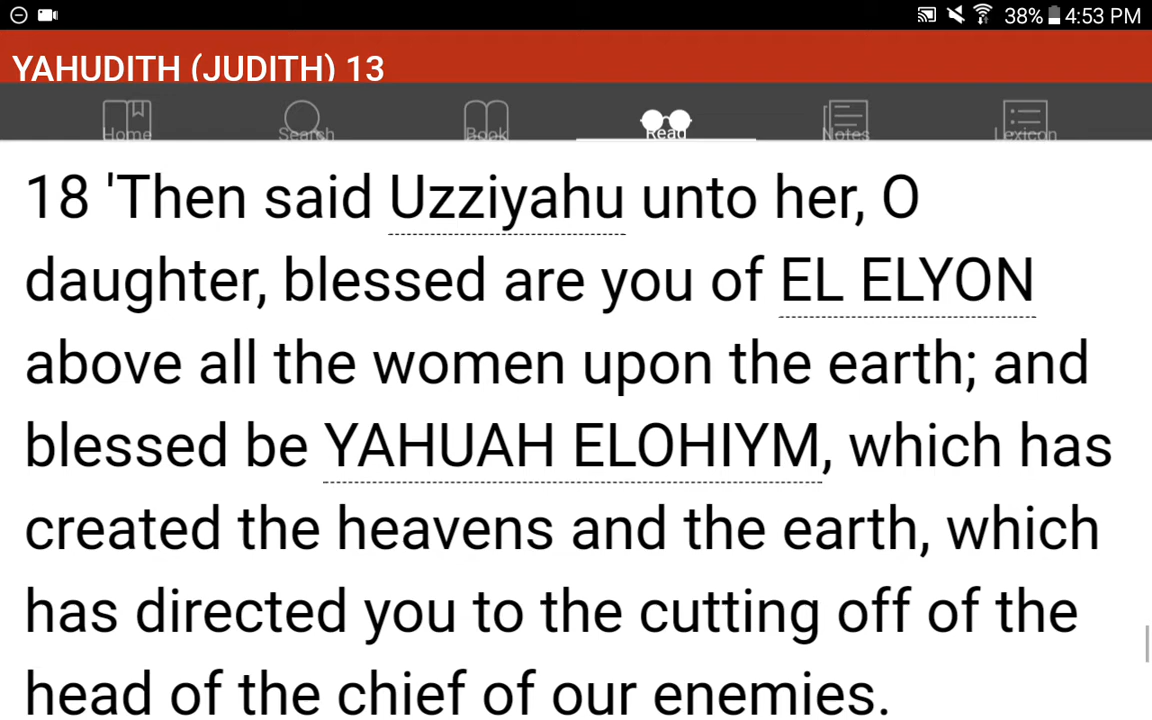 38% 4:53 PM
YAHUDITH (JUDITH) 13
Home Search Book Read Notes Lexicon
18 'Then said Uzziyahu unto her, O
daughter, blessed are you of EL ELYON
above all the women upon the earth; and
blessed be YAHUAH ELOHIYM, which has
created the heavens and the earth, which
has directed you to the cutting off of the
head of the chief of our enemies.